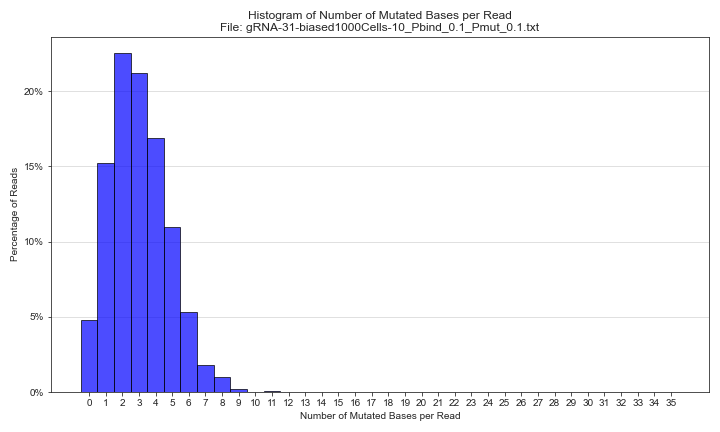 Histogram of Number of Mutated Bases per Read
File: gRNA-31-biased1000Cells-10_Pbind_0.1_Pmut_0.1.txt
Percentage of Reads
20%
15%
10%
5%
0%
0 1 2 3 4 5 6 7 8 9 10 11 12 13 14 15 16 17 18 19 20 21 22 23 24 25 26 27 28 29 30 31 32 33 34 35
Number of Mutated Bases per Read